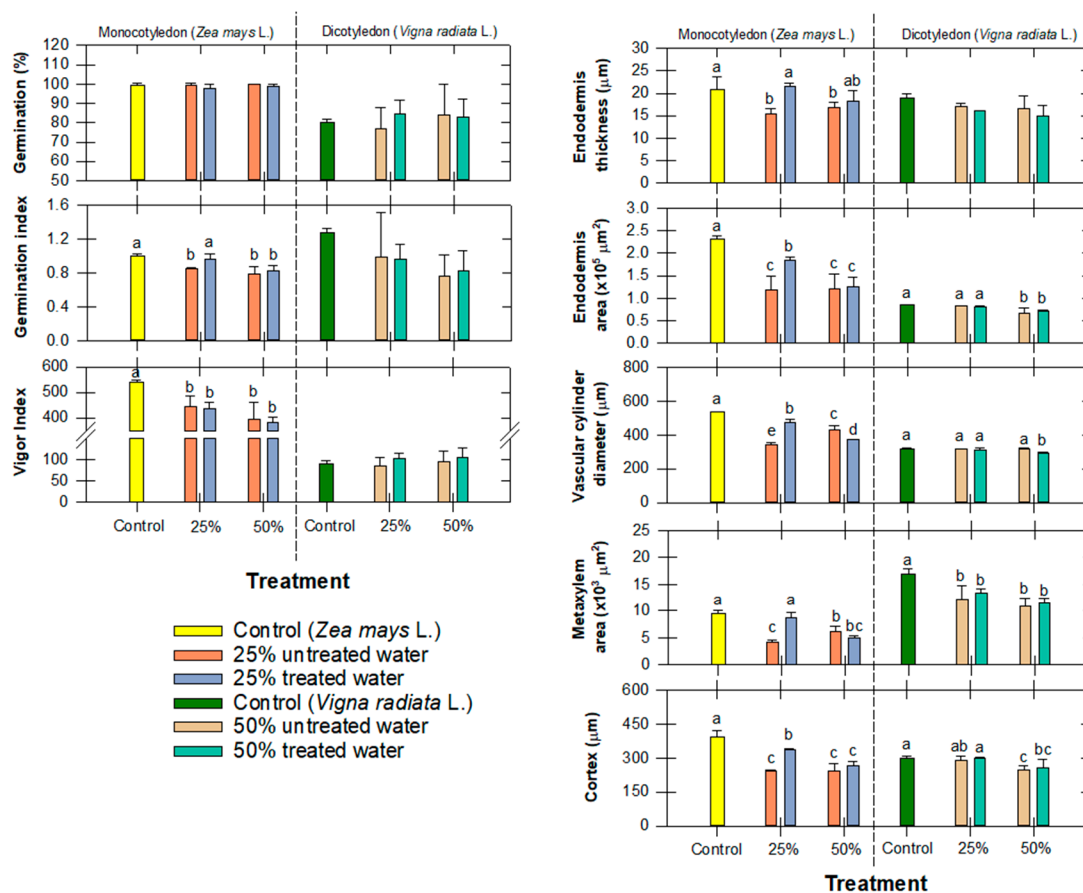 Monocotyledon (Zea mays L.) Dicotyledon (Vigna radiata L.)
Germination (%)
120
110
100
90
80
70
60
50
Germination index
1.6
1.2
0.8
0.4
0.0
a b a b b
Vigor Index
600
500
400
100
50
0
a b b b b
Control 25% 50% Control 25% 50%
Treatment
Control (Zea mays L.)
25% untreated water
25% treated water
Control (Vigna radiata L.)
50% untreated water
50% treated water
Monocotyledon (Zea mays L.) Dicotyledon (Vigna radiata L.)
Endodermis
thickness (μm)
30
25
20
15
10
5
0
a b a b ab
Endodermis
area (x10⁵ μm²)
3.0
2.5
2.0
1.5
1.0
0.5
0.0
a c b c c a a a b b
Vascular cylinder
diameter (μm)
800
600
400
200
0
a e b c d a a a a b
Metaxylem
area (x10³ μm²)
25
20
15
10
5
0
a c a b bc a b b b b
Cortex (μm)
600
450
300
150
0
a c b c c a ab a c bc
Control 25% 50% Control 25% 50%
Treatment